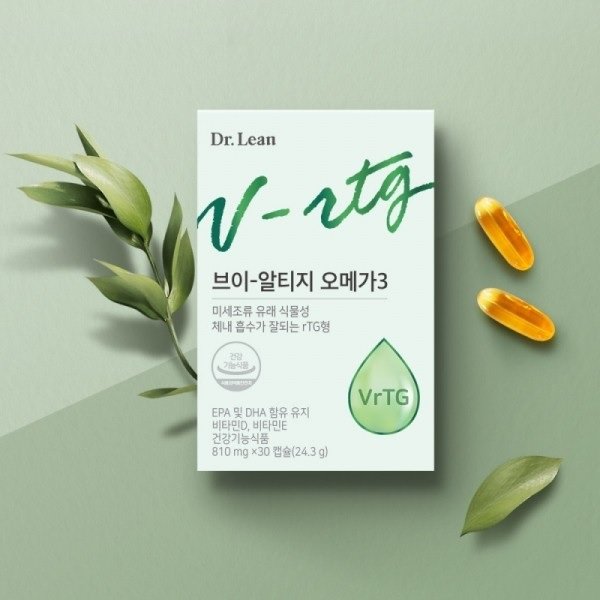 Dr. Lean
V-rtg
브이-알티지 오메가3
미세조류 유래 식물성
체내 흡수가 잘되는 rTG형
건강
기능식품
VrTG
EPA 및 DHA 함유 유지
비타민D, 비타민E
건강기능식품
810 mg ×30 캡슐(24.3 g)